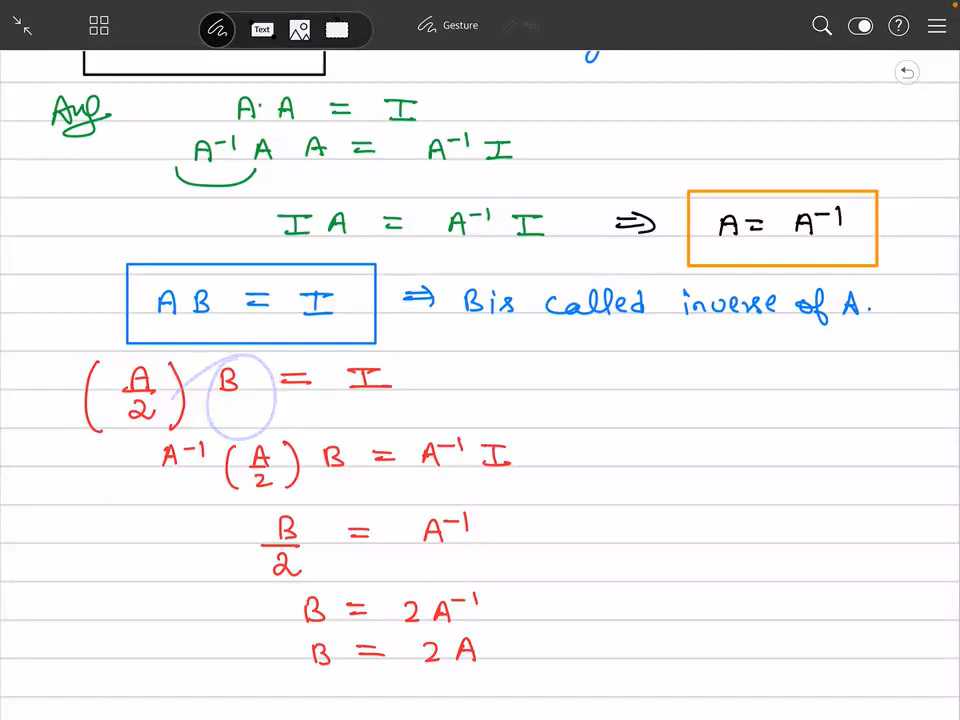 Text Gesture Pen
Ans A · A = I
A⁻¹ A A = A⁻¹ I
I A = A⁻¹ I ⇒ A = A⁻¹
A B = I ⇒ B is called inverse of A.
(A/2) B = I
A⁻¹ (A/2) B = A⁻¹ I
B/2 = A⁻¹
B = 2 A⁻¹
B = 2 A